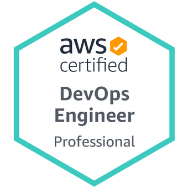 aws
certified
DevOps
Engineer
Professional